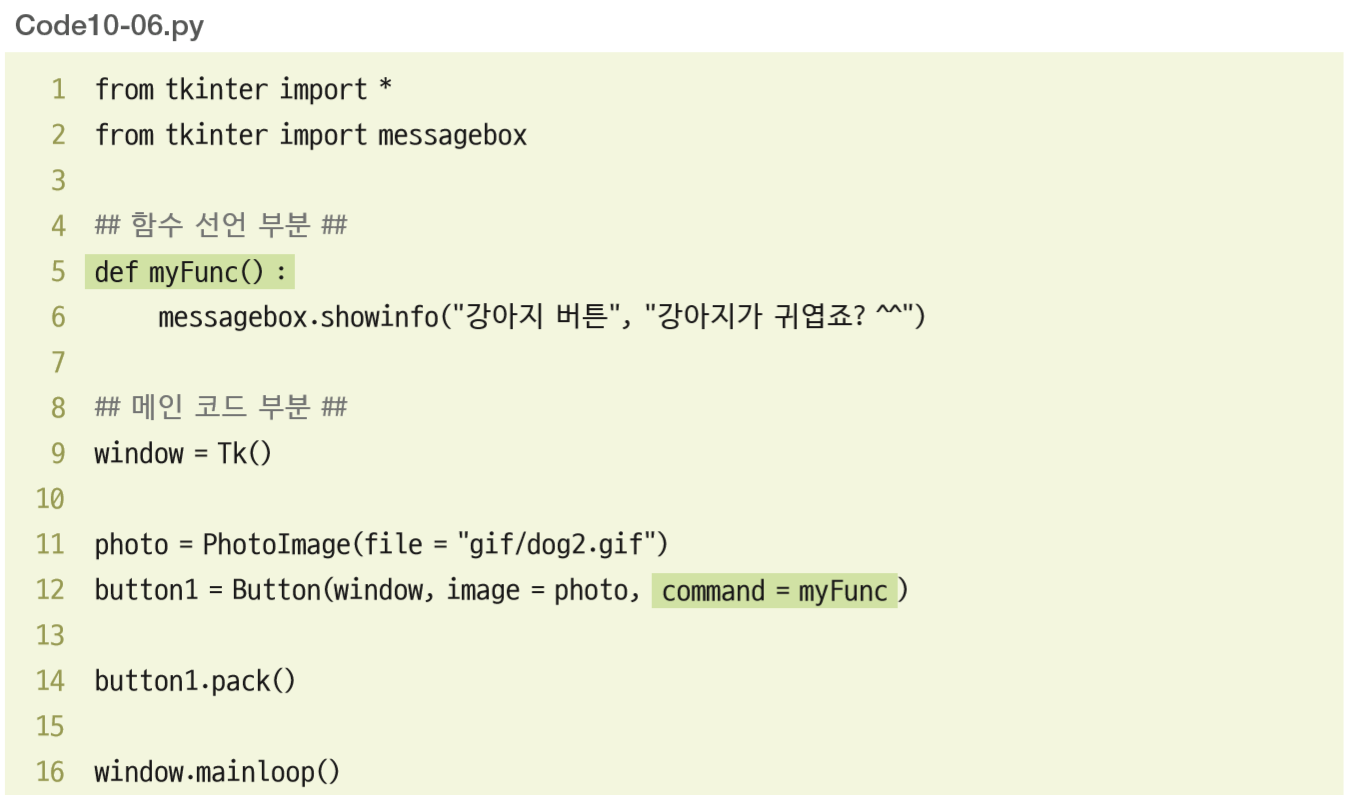 Code10-06.py
1 from tkinter import *
2 from tkinter import messagebox
3
4 ## 함수 선언 부분 ##
5 def myFunc() :
6 messagebox.showinfo("강아지 버튼", "강아지가 귀엽죠? ^^")
7
8 ## 메인 코드 부분 ##
9 window = Tk()
10
11 photo = PhotoImage(file = "gif/dog2.gif")
12 button1 = Button(window, image = photo, command = myFunc )
13
14 button1.pack()
15
16 window.mainloop()